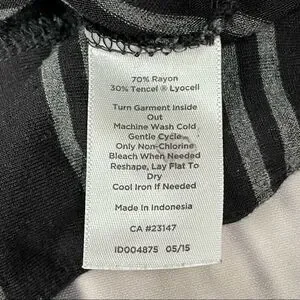 70% Rayon
30% Tencel ® Lyocell
Turn Garment Inside
Out
Machine Wash Cold
Gentle Cycle
Only Non-Chlorine
Bleach When Needed
Reshape, Lay Flat To
Dry
Cool Iron If Needed
Made In Indonesia
CA #23147
ID004875 05/15